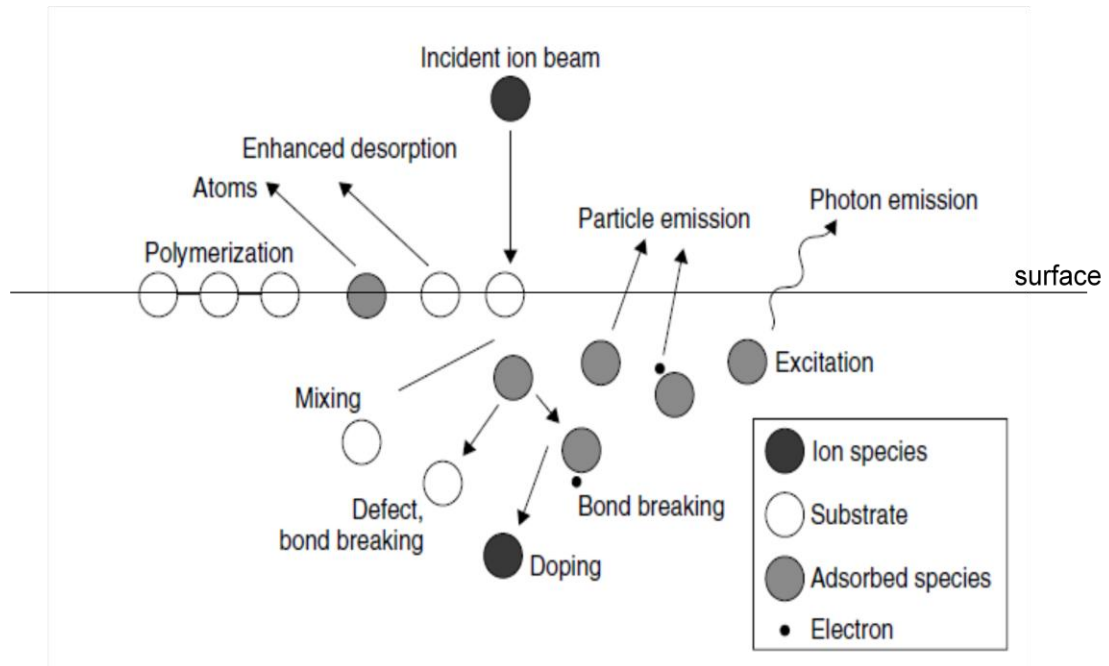 Incident ion beam
Enhanced desorption
Atoms
Photon emission
Particle emission
Polymerization
surface
Excitation
Mixing
Defect,
bond breaking
Bond breaking
Doping
Ion species
Substrate
Adsorbed species
Electron